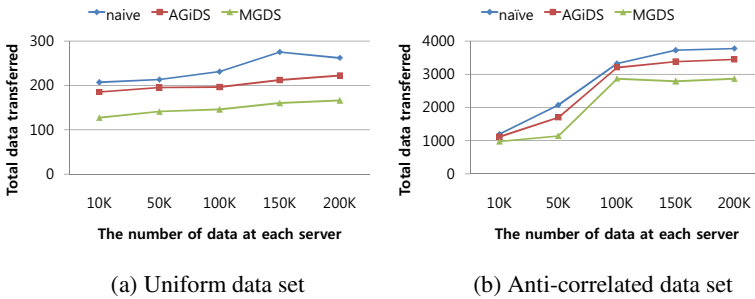 naive AGiDS MGDS
Total data transferred
300
200
100
0
10K 50K 100K 150K 200K
The number of data at each server
(a) Uniform data set
naïve AGiDS MGDS
Total data transferred
4000
3000
2000
1000
0
10K 50K 100K 150K 200K
The number of data at each server
(b) Anti-correlated data set